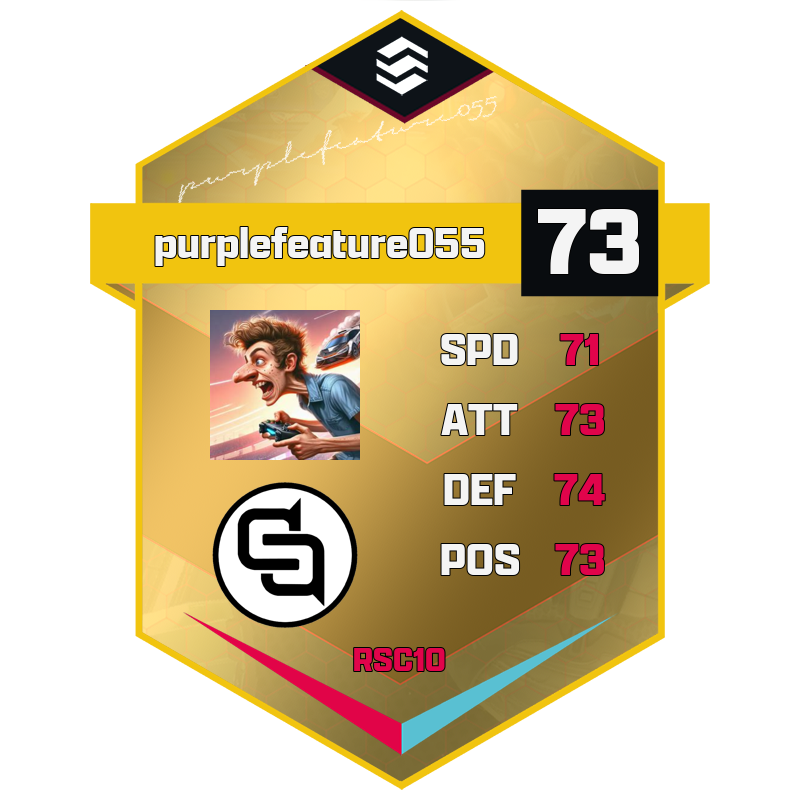 purplefeature055
purplefeature055 73
SPD 71
ATT 73
DEF 74
POS 73
RSC10